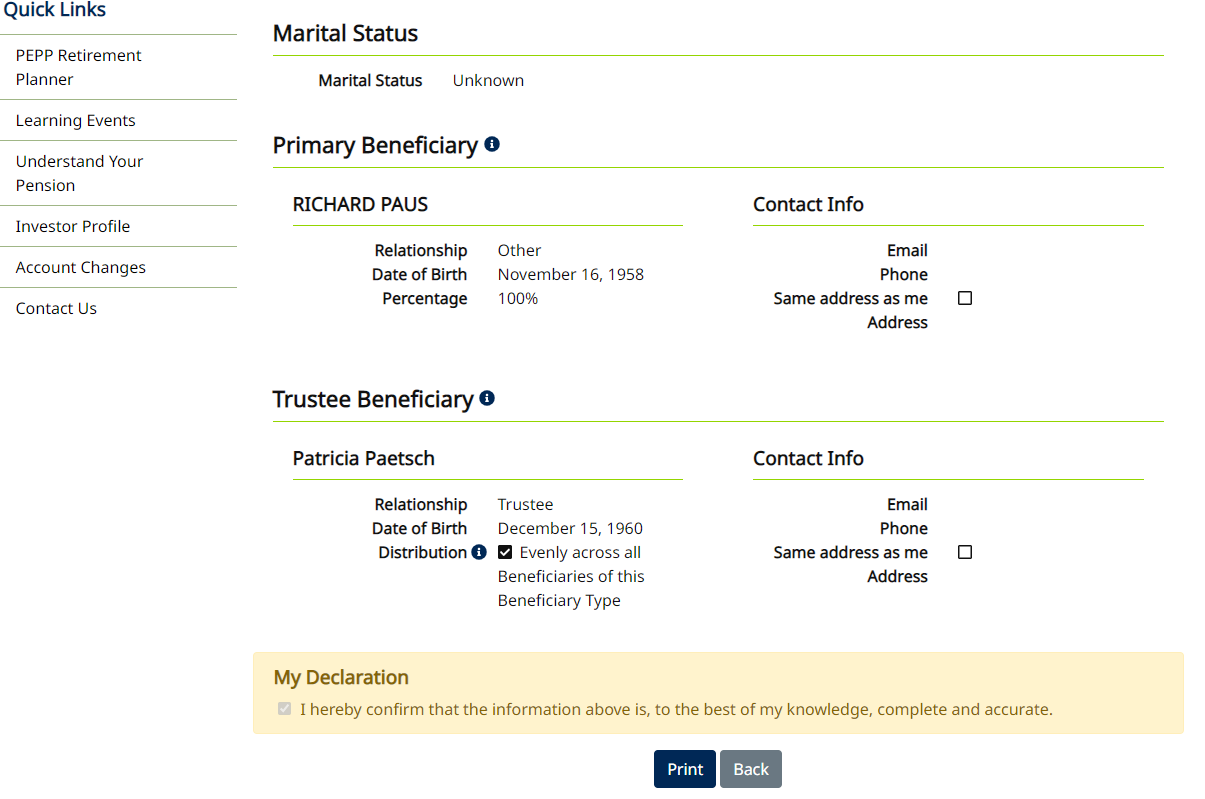 Quick Links
PEPP Retirement
Planner
Learning Events
Understand Your
Pension
Investor Profile
Account Changes
Contact Us
Marital Status
Marital Status Unknown
Primary Beneficiary
RICHARD PAUS
Relationship Other
Date of Birth November 16, 1958
Percentage 100%
Contact Info
Email
Phone
Same address as me
Address
Trustee Beneficiary
Patricia Paetsch
Relationship Trustee
Date of Birth December 15, 1960
Distribution Evenly across all
Beneficiaries of this
Beneficiary Type
Contact Info
Email
Phone
Same address as me
Address
My Declaration
I hereby confirm that the information above is, to the best of my knowledge, complete and accurate.
Print Back